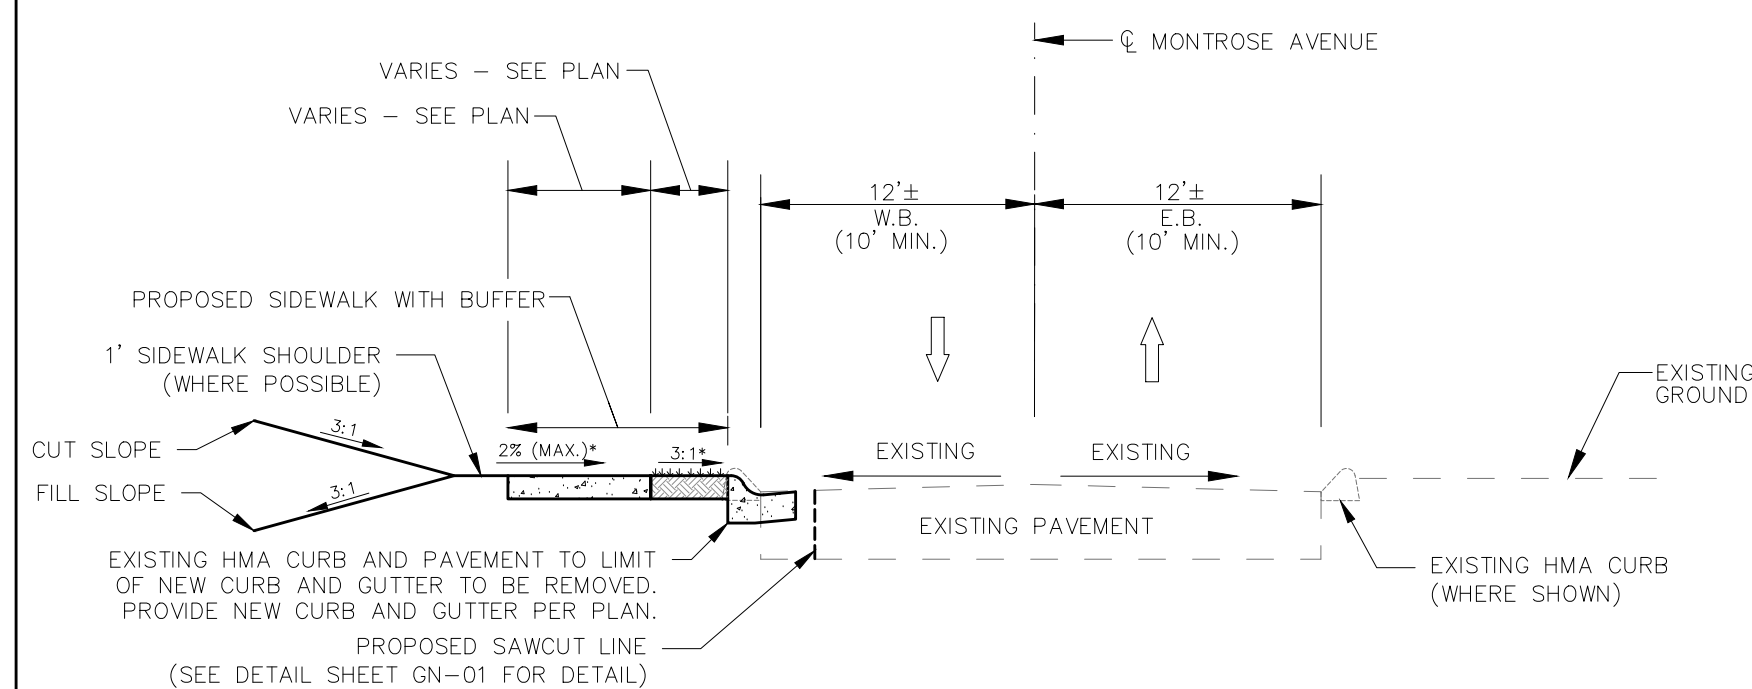 ℄ MONTROSE AVENUE
VARIES – SEE PLAN
VARIES – SEE PLAN
12'±
W.B.
(10' MIN.)
12'±
E.B.
(10' MIN.)
PROPOSED SIDEWALK WITH BUFFER
1' SIDEWALK SHOULDER
(WHERE POSSIBLE)
EXISTING
GROUND
CUT SLOPE
3:1
2% (MAX.)*
3:1*
EXISTING
EXISTING
FILL SLOPE
3:1
EXISTING PAVEMENT
EXISTING HMA CURB AND PAVEMENT TO LIMIT
OF NEW CURB AND GUTTER TO BE REMOVED.
PROVIDE NEW CURB AND GUTTER PER PLAN.
EXISTING HMA CURB
(WHERE SHOWN)
PROPOSED SAWCUT LINE
(SEE DETAIL SHEET GN–01 FOR DETAIL)